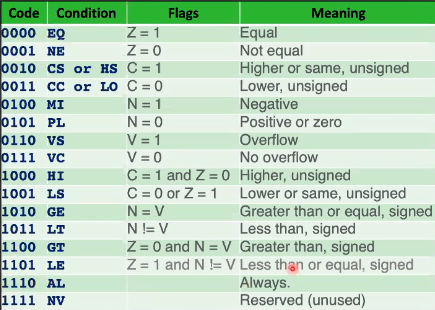 Code Condition Flags Meaning
0000 EQ Z = 1 Equal
0001 NE Z = 0 Not equal
0010 CS or HS C = 1 Higher or same, unsigned
0011 CC or LO C = 0 Lower, unsigned
0100 MI N = 1 Negative
0101 PL N = 0 Positive or zero
0110 VS V = 1 Overflow
0111 VC V = 0 No overflow
1000 HI C = 1 and Z = 0 Higher, unsigned
1001 LS C = 0 or Z = 1 Lower or same, unsigned
1010 GE N = V Greater than or equal, signed
1011 LT N != V Less than, signed
1100 GT Z = 0 and N = V Greater than, signed
1101 LE Z = 1 and N != V Less than or equal, signed
1110 AL Always.
1111 NV Reserved (unused)